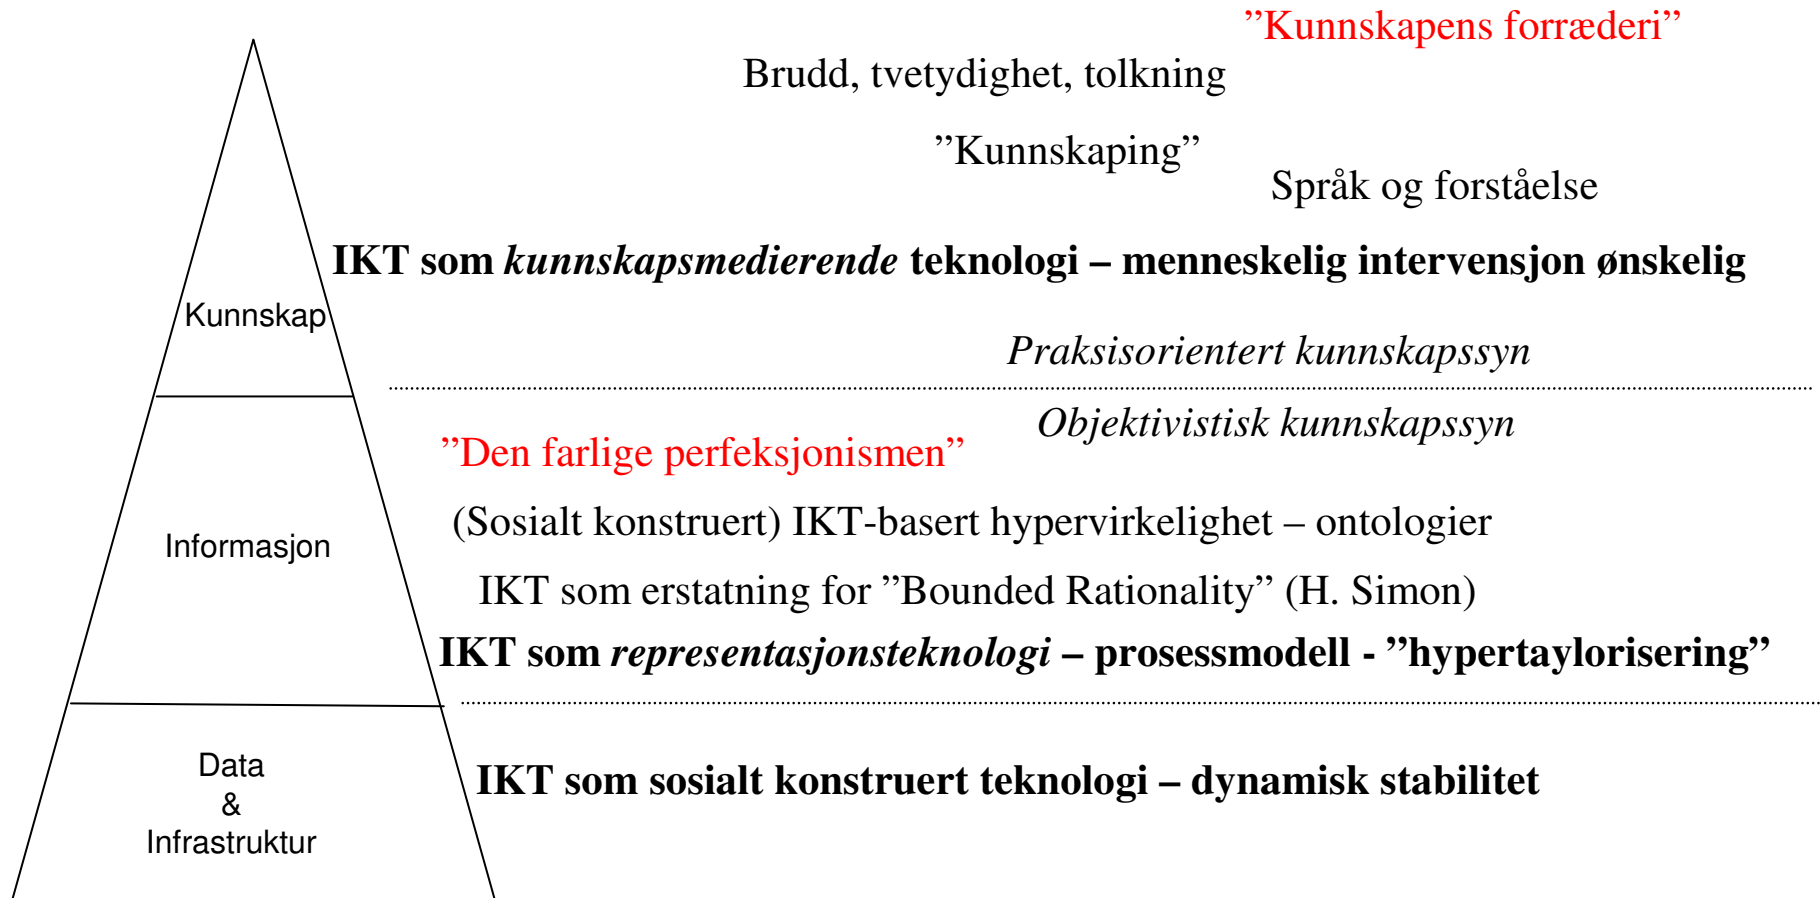 ”Kunnskapens forræderi”
Brudd, tvetydighet, tolkning
”Kunnskaping”
Språk og forståelse
IKT som kunnskapsmedierende teknologi – menneskelig intervensjon ønskelig
Kunnskap
Praksisorientert kunnskapssyn
Objektivistisk kunnskapssyn
”Den farlige perfeksjonismen”
(Sosialt konstruert) IKT-basert hypervirkelighet – ontologier
Informasjon
IKT som erstatning for ”Bounded Rationality” (H. Simon)
IKT som representasjonsteknologi – prosessmodell - ”hypertaylorisering”
Data
&
Infrastruktur
IKT som sosialt konstruert teknologi – dynamisk stabilitet